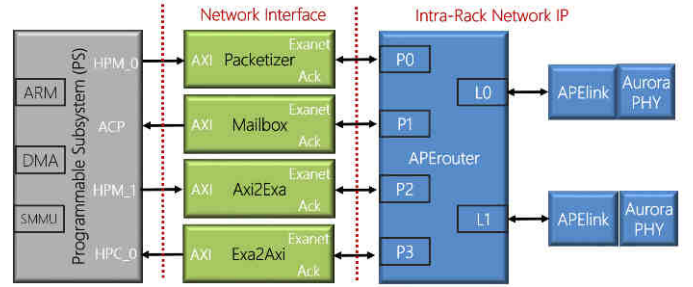 Network Interface
Intra-Rack Network IP
Programmable Subsystem (PS)
ARM
DMA
SMMU
HPM_0
ACP
HPM_1
HPC_0
Exanet
AXI Packetizer
Ack
Exanet
AXI Mailbox
Ack
Exanet
AXI Axi2Exa
Ack
Exanet
AXI Exa2Axi
Ack
P0
P1
P2
P3
APErouter
L0
L1
APElink
Aurora
PHY
APElink
Aurora
PHY